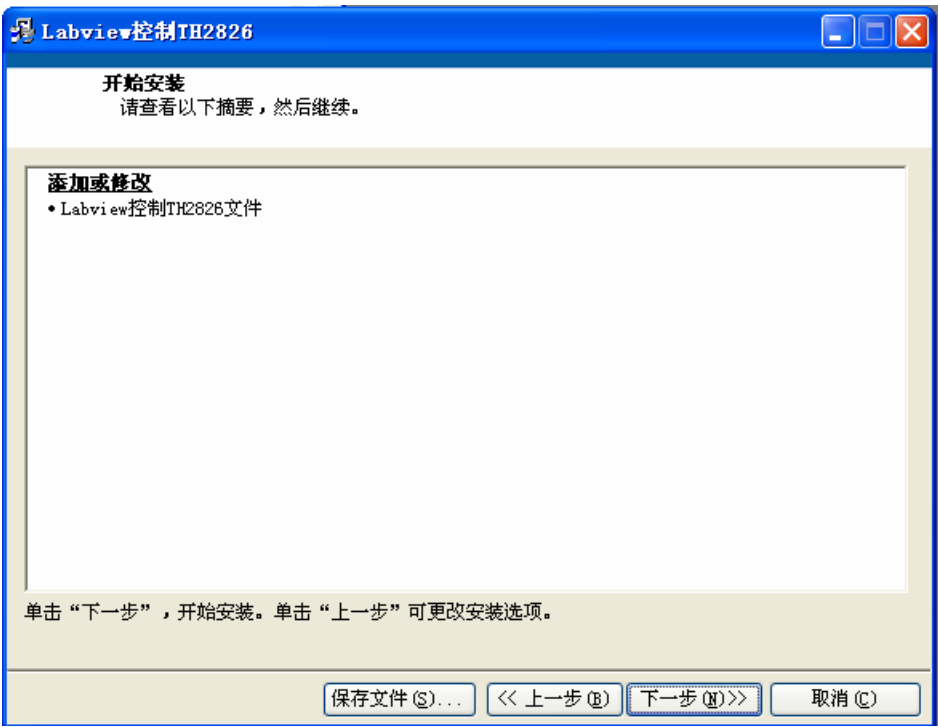 Labview控制TH2826
开始安装
请查看以下摘要，然后继续。
添加或修改
•Labview控制TH2826文件
单击“下一步”，开始安装。单击“上一步”可更改安装选项。
保存文件(S)... << 上一步(B) 下一步(N)>> 取消(C)